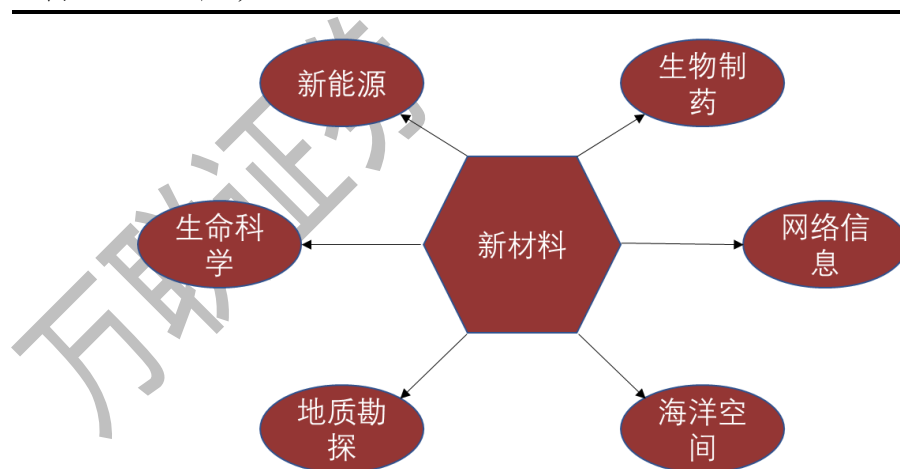 新能源
生物制
药
生命科
学
新材料
网络信
息
地质勘
探
海洋空
间
万联证券